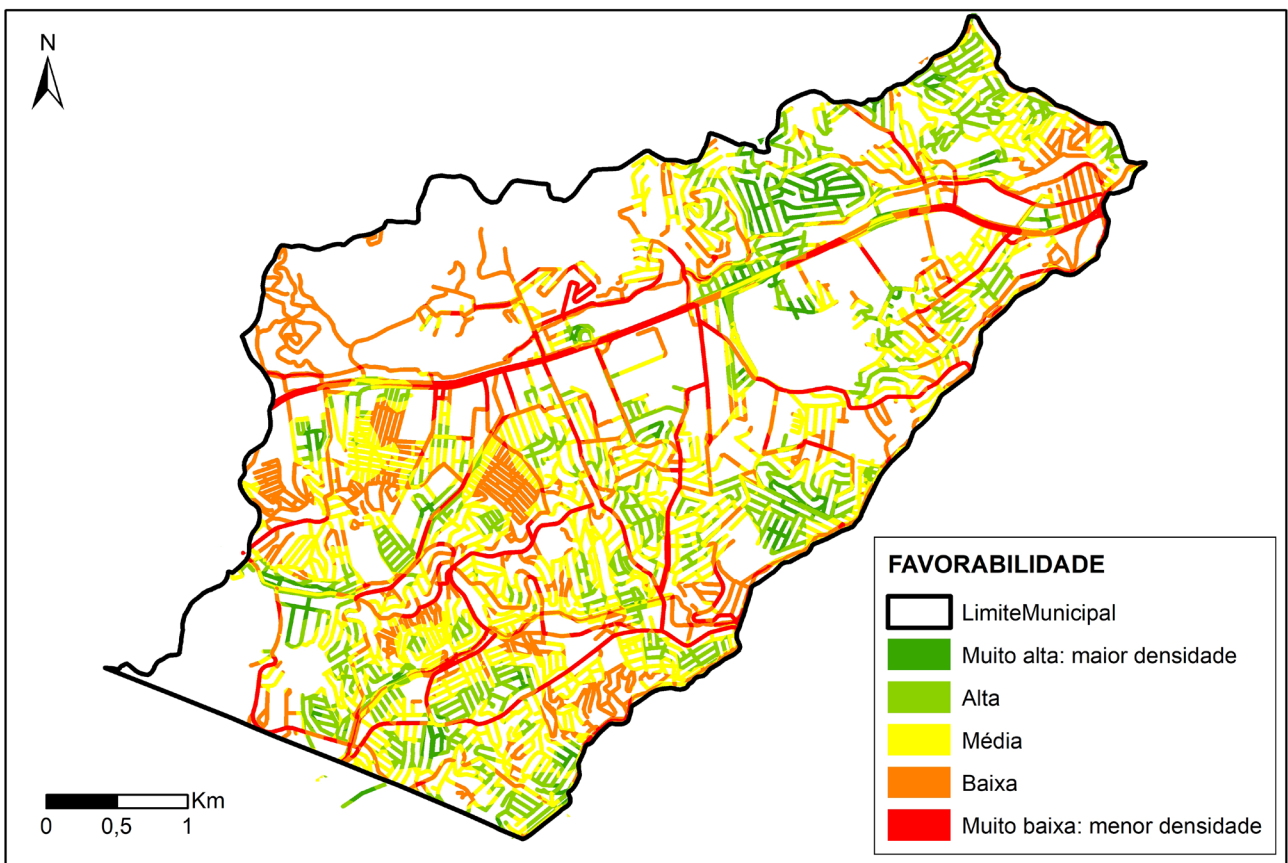 N
FAVORABILIDADE
LimiteMunicipal
Muito alta: maior densidade
Alta
Média
Baixa
Muito baixa: menor densidade
Km
0 0,5 1